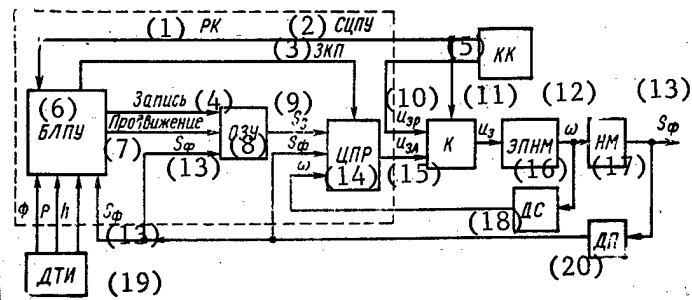 (1) РК (2) СЦПУ
(3) ЗКП (5) КК
Запись (4) (9) (10) (11) (12) (13)
(6) БЛПУ Продвижение ОЗУ (8) Sз uзр К uз ЭПНМ ω НМ Sф
(7) Sф Sф ЦПР uзА (16) (17)
(13) ω (14) (15)
(18) ДС
Ф Р h Sф (13) ДП
ДТИ (19) (20)